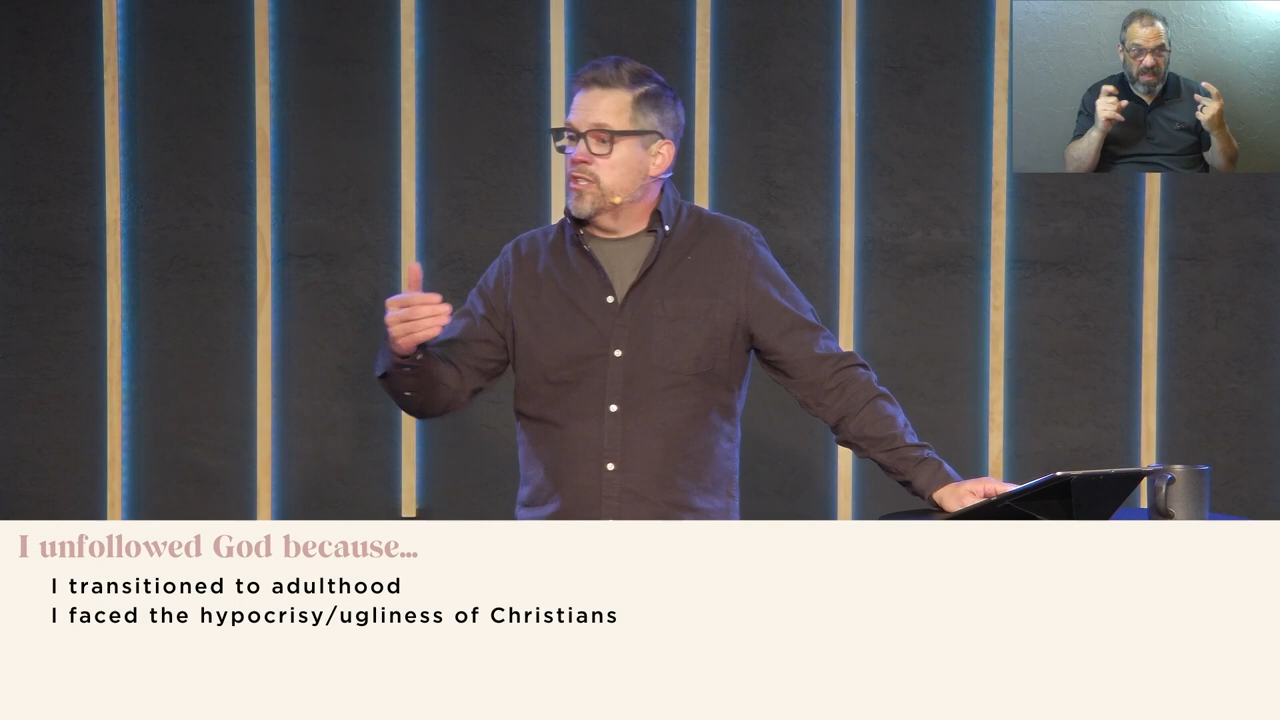 I unfollowed God because...
I transitioned to adulthood
I faced the hypocrisy/ugliness of Christians